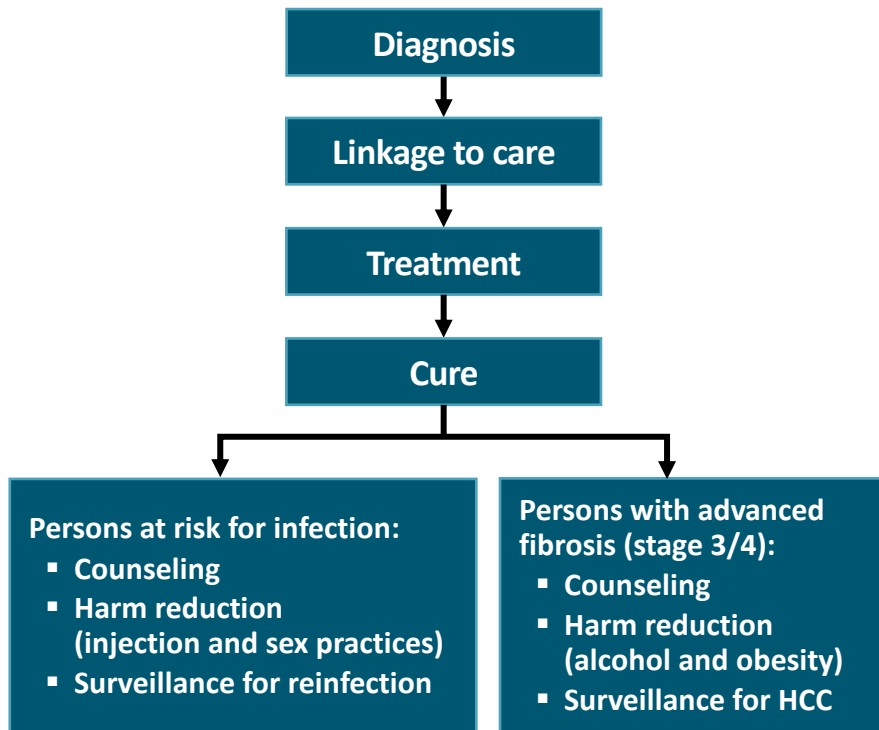 Diagnosis
Linkage to care
Treatment
Cure
Persons at risk for infection:
▪ Counseling
▪ Harm reduction
(injection and sex practices)
▪ Surveillance for reinfection
Persons with advanced
fibrosis (stage 3/4):
▪ Counseling
▪ Harm reduction
(alcohol and obesity)
▪ Surveillance for HCC